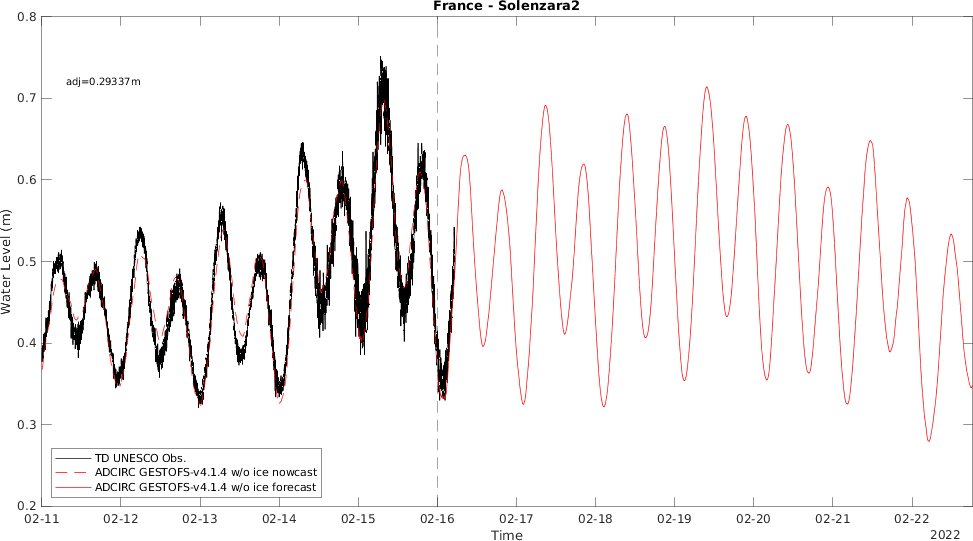 France - Solenzara2
0.8
adj=0.29337m
0.7
0.6
0.5
Water Level (m)
0.4
0.3
TD UNESCO Obs.
ADCIRC GESTOFS-v4.1.4 w/o ice nowcast
ADCIRC GESTOFS-v4.1.4 w/o ice forecast
0.2
02-11 02-12 02-13 02-14 02-15 02-16 02-17 02-18 02-19 02-20 02-21 02-22
Time
2022